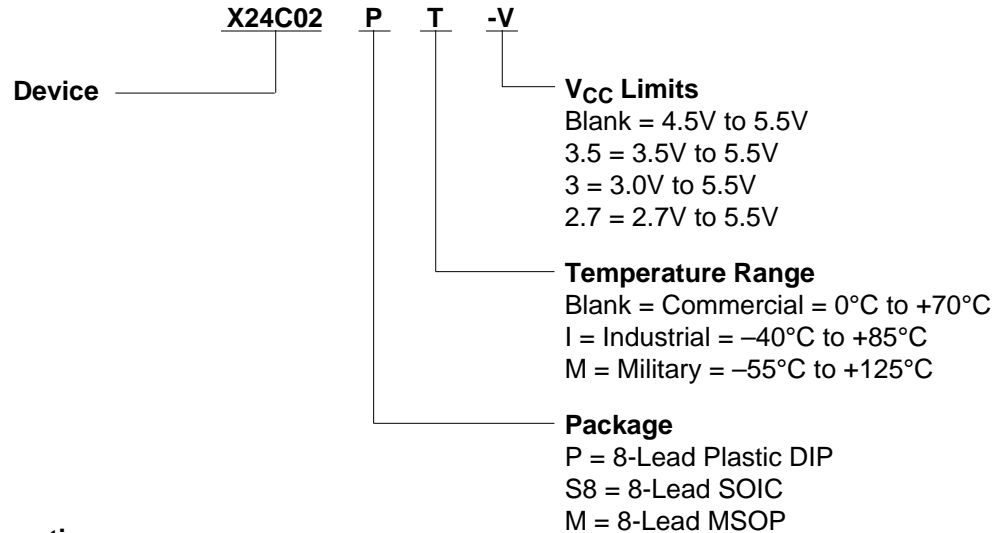 X24C02 P T -V
Device
VCC Limits
Blank = 4.5V to 5.5V
3.5 = 3.5V to 5.5V
3 = 3.0V to 5.5V
2.7 = 2.7V to 5.5V
Temperature Range
Blank = Commercial = 0°C to +70°C
I = Industrial = –40°C to +85°C
M = Military = –55°C to +125°C
Package
P = 8-Lead Plastic DIP
S8 = 8-Lead SOIC
M = 8-Lead MSOP